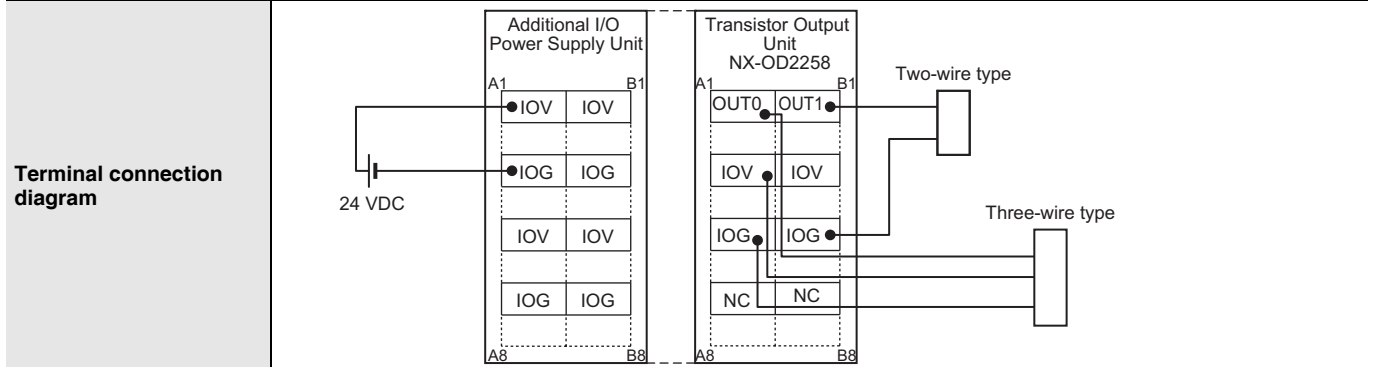 Terminal connection
diagram
Additional I/O
Power Supply Unit
A1 B1
IOV IOV
IOG IOG
IOV IOV
IOG IOG
A8 B8
24 VDC
Transistor Output
Unit
NX-OD2258
A1 B1
OUT0 OUT1
IOV IOV
IOG IOG
NC NC
A8 B8
Two-wire type
Three-wire type